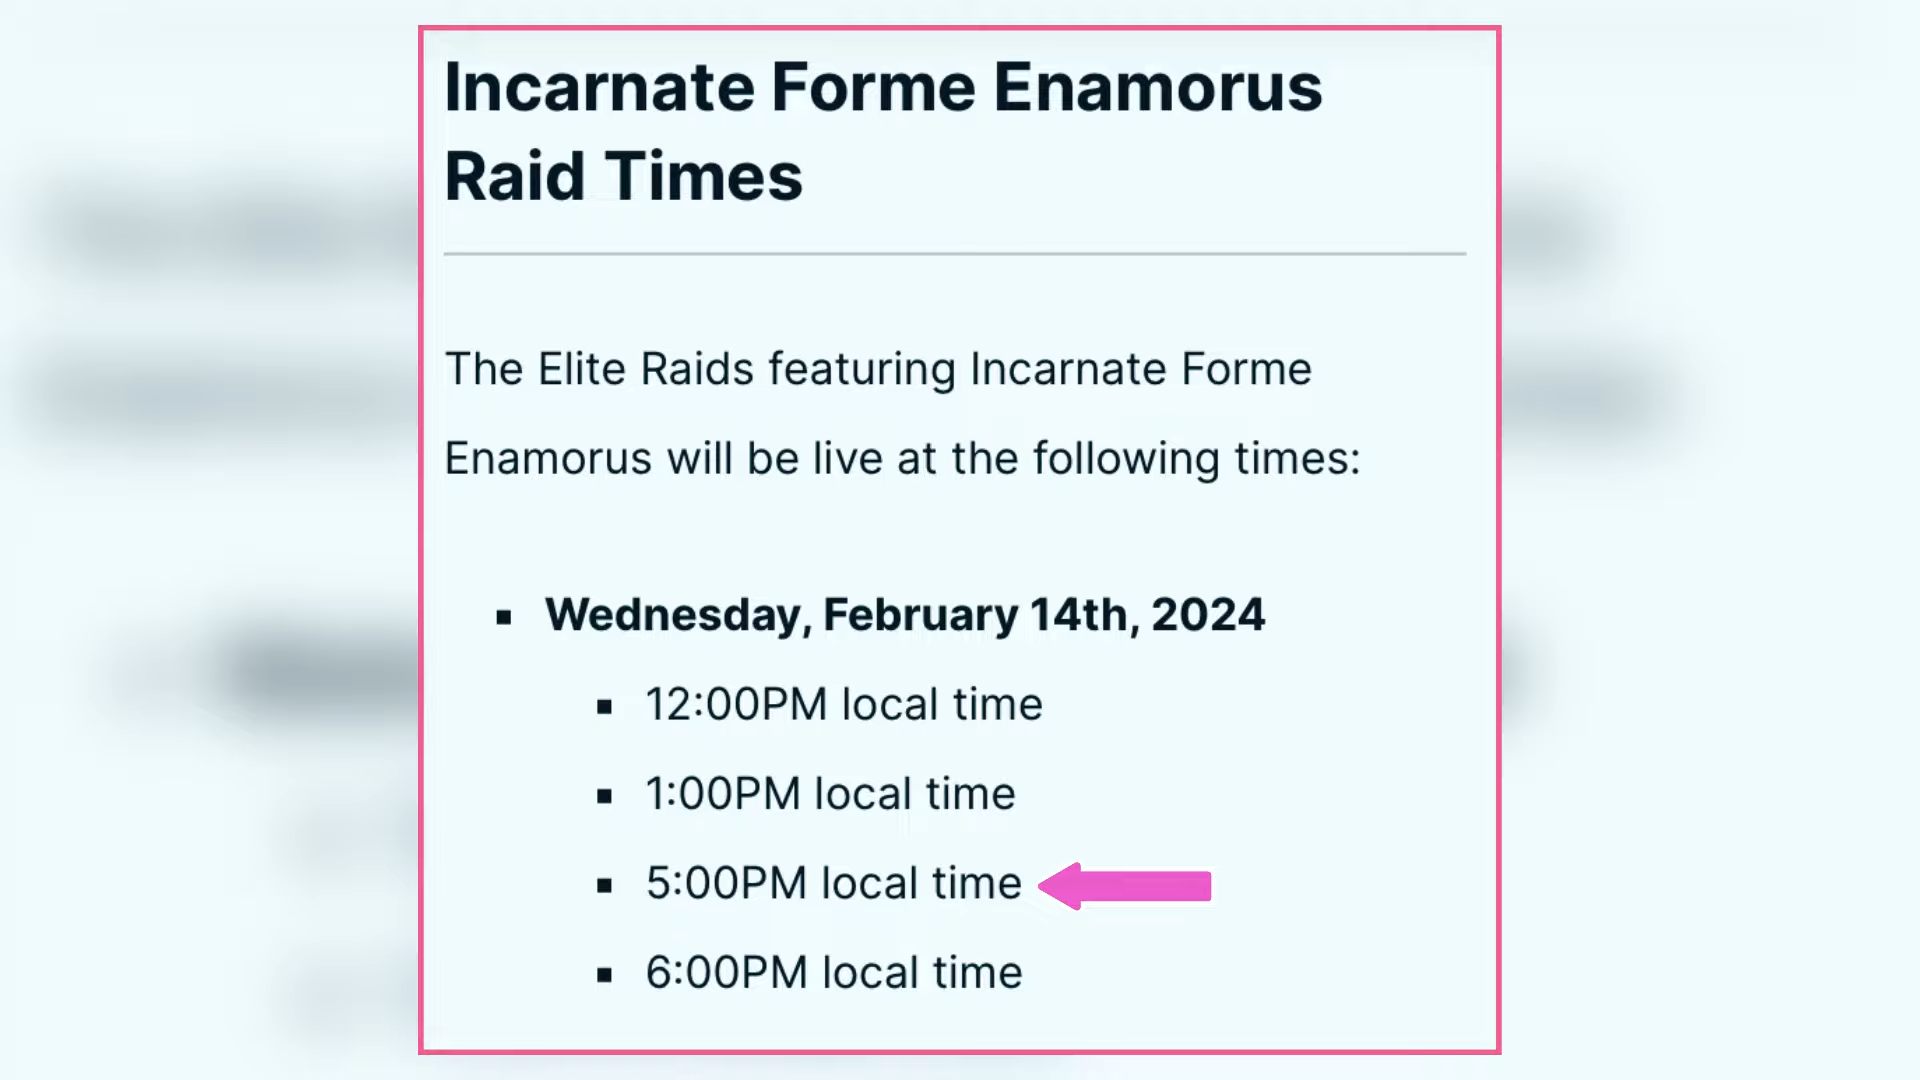 Incarnate Forme Enamorus
Raid Times
The Elite Raids featuring Incarnate Forme
Enamorus will be live at the following times:
▪ Wednesday, February 14th, 2024
▪ 12:00PM local time
▪ 1:00PM local time
▪ 5:00PM local time
▪ 6:00PM local time